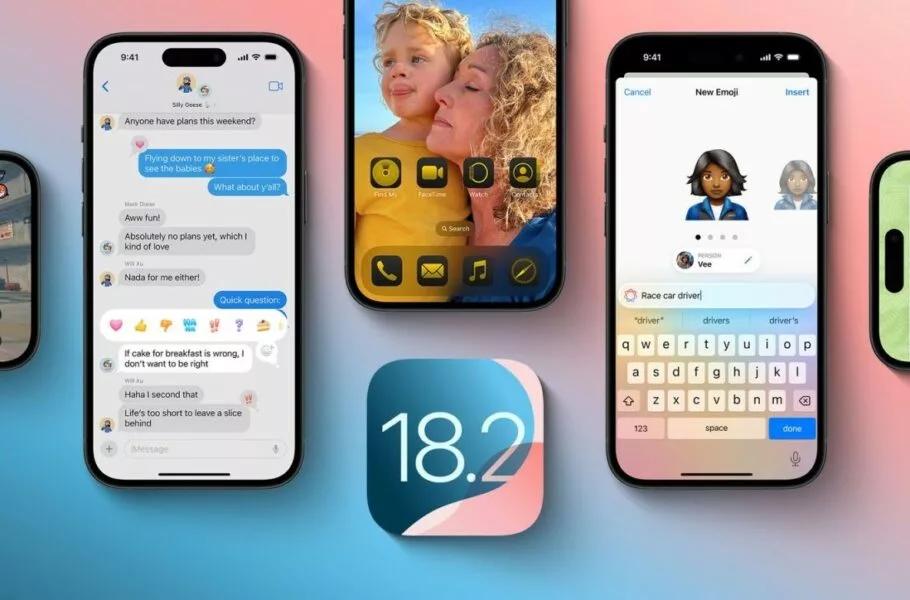 9:41
Silly Geese
Anyone have plans this weekend?
Flying down to my sister's place to
see the babies 🥰
What about y'all?
Aww fun!
Absolutely no plans yet, which I
kind of love
Will Xu
Nada for me either!
Quick question:
HA
HA
‼
?
If cake for breakfast is wrong, I
don't want to be right
Will Xu
Haha I second that
‼
Life's too short to leave a slice
behind
+
iMessage
Find My
FaceTime
Watch
Contacts
Search
18.2
9:41
Cancel
New Emoji
Insert
PERSON
Vee
Race car driver
"driver"
drivers
driver's
q w e r t y u i o p
a s d f g h j k l
z x c v b n m
123
space
done